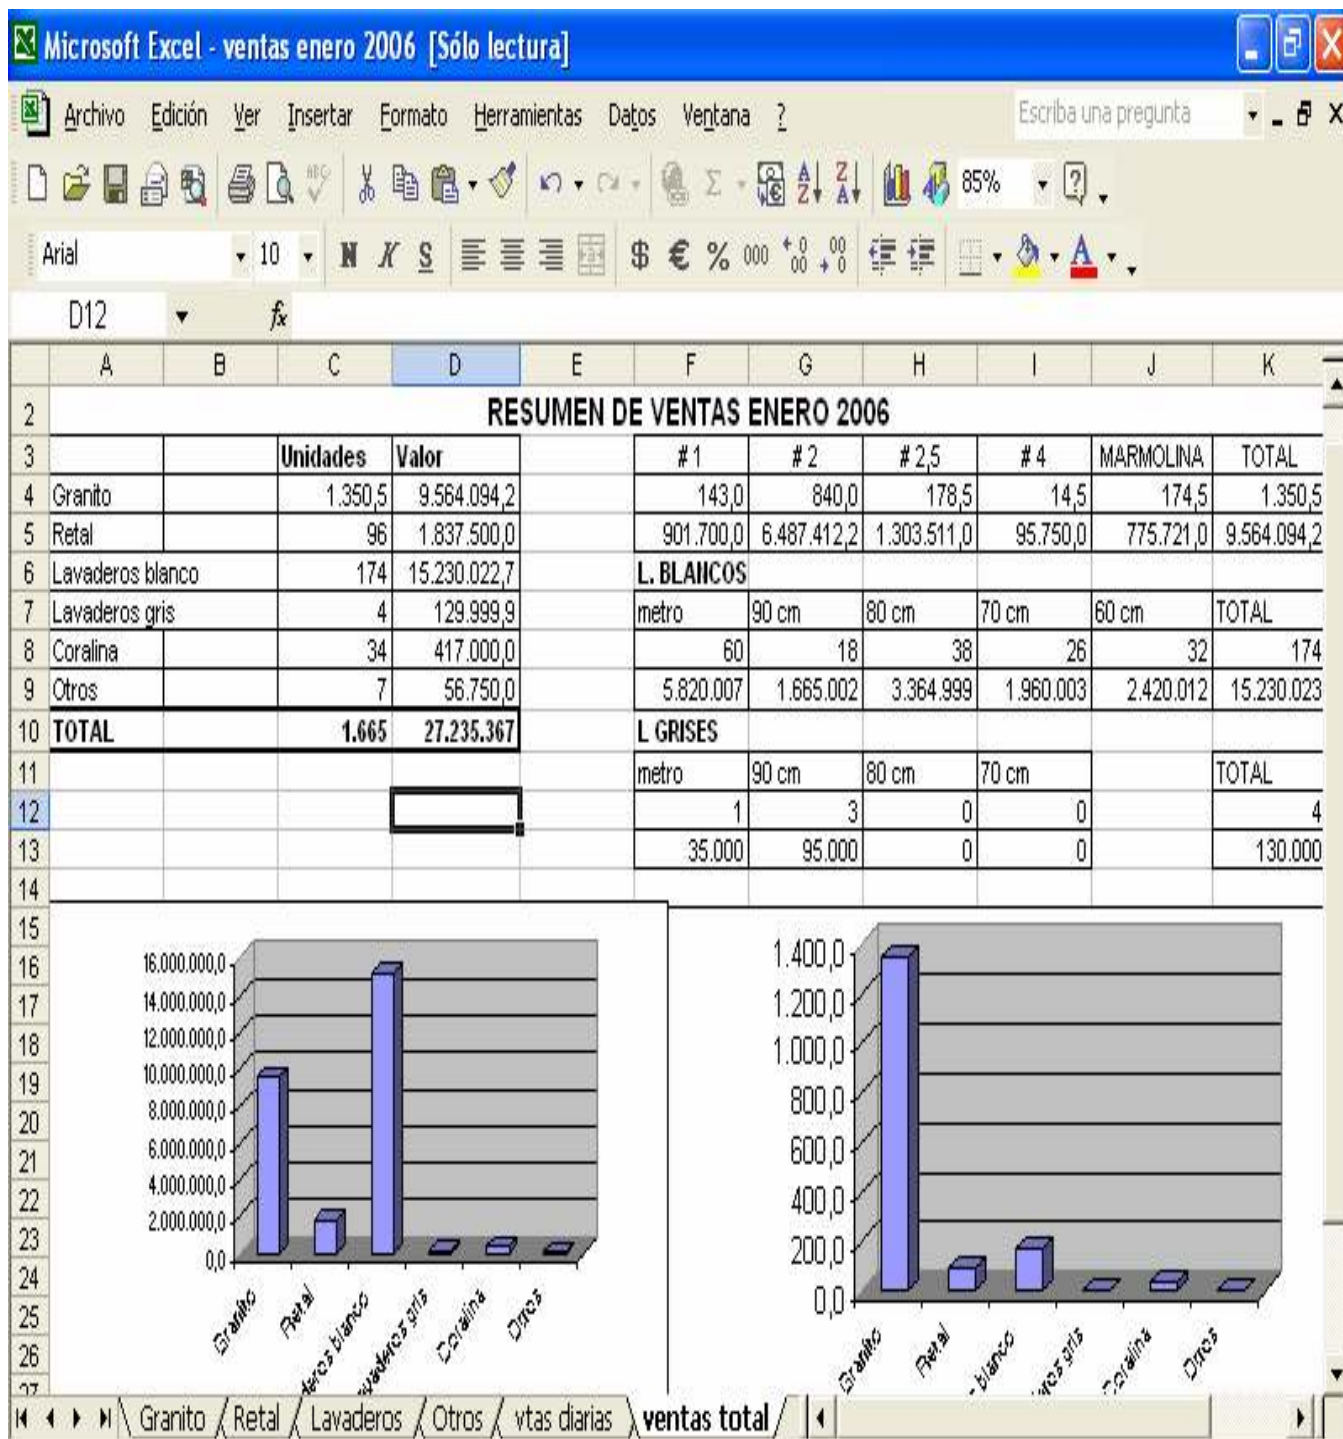 Microsoft Excel - ventas enero 2006 [Sólo lectura]
Archivo Edición Ver Insertar Formato Herramientas Datos Ventana ? Escriba una pregunta
85%
Arial 10 N K S $ € % 000
D12 fx
A B C D E F G H I J K
2 RESUMEN DE VENTAS ENERO 2006
3 Unidades Valor # 1 # 2 # 2,5 # 4 MARMOLINA TOTAL
4 Granito 1.350,5 9.564.094,2 143,0 840,0 178,5 14,5 174,5 1.350,5
5 Retal 96 1.837.500,0 901.700,0 6.487.412,2 1.303.511,0 95.750,0 775.721,0 9.564.094,2
6 Lavaderos blanco 174 15.230.022,7 L. BLANCOS
7 Lavaderos gris 4 129.999,9 metro 90 cm 80 cm 70 cm 60 cm TOTAL
8 Coralina 34 417.000,0 60 18 38 26 32 174
9 Otros 7 56.750,0 5.820.007 1.665.002 3.364.999 1.960.003 2.420.012 15.230.023
10 TOTAL 1.665 27.235.367 L GRISES
11 metro 90 cm 80 cm 70 cm TOTAL
12 1 3 0 0 4
13 35.000 95.000 0 0 130.000
14
15
16
17
18
19
20
21
22
23
24
25
26
27
16.000.000,0
14.000.000,0
12.000.000,0
10.000.000,0
8.000.000,0
6.000.000,0
4.000.000,0
2.000.000,0
0,0
Granito Retal deros blanco vaderos gris Coralina Otros
1.400,0
1.200,0
1.000,0
800,0
600,0
400,0
200,0
0,0
Granito Retal blanco ros gris Coralina Otros
Granito Retal Lavaderos Otros vtas diarias ventas total